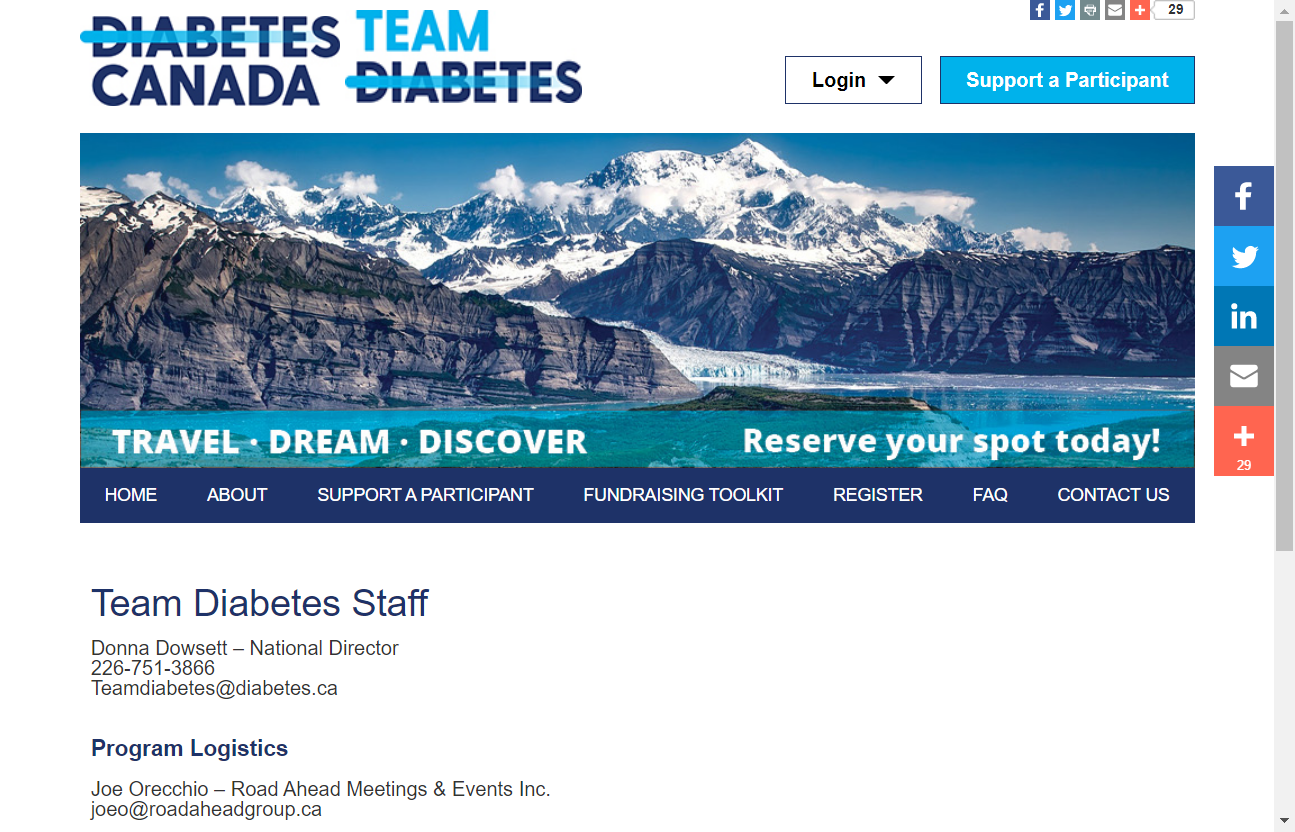 DIABETES
CANADA
TEAM
DIABETES
29
Login
Support a Participant
TRAVEL · DREAM · DISCOVER
Reserve your spot today!
29
HOME ABOUT SUPPORT A PARTICIPANT FUNDRAISING TOOLKIT REGISTER FAQ CONTACT US
Team Diabetes Staff
Donna Dowsett – National Director
226-751-3866
Teamdiabetes@diabetes.ca
Program Logistics
Joe Orecchio – Road Ahead Meetings & Events Inc.
joeo@roadaheadgroup.ca